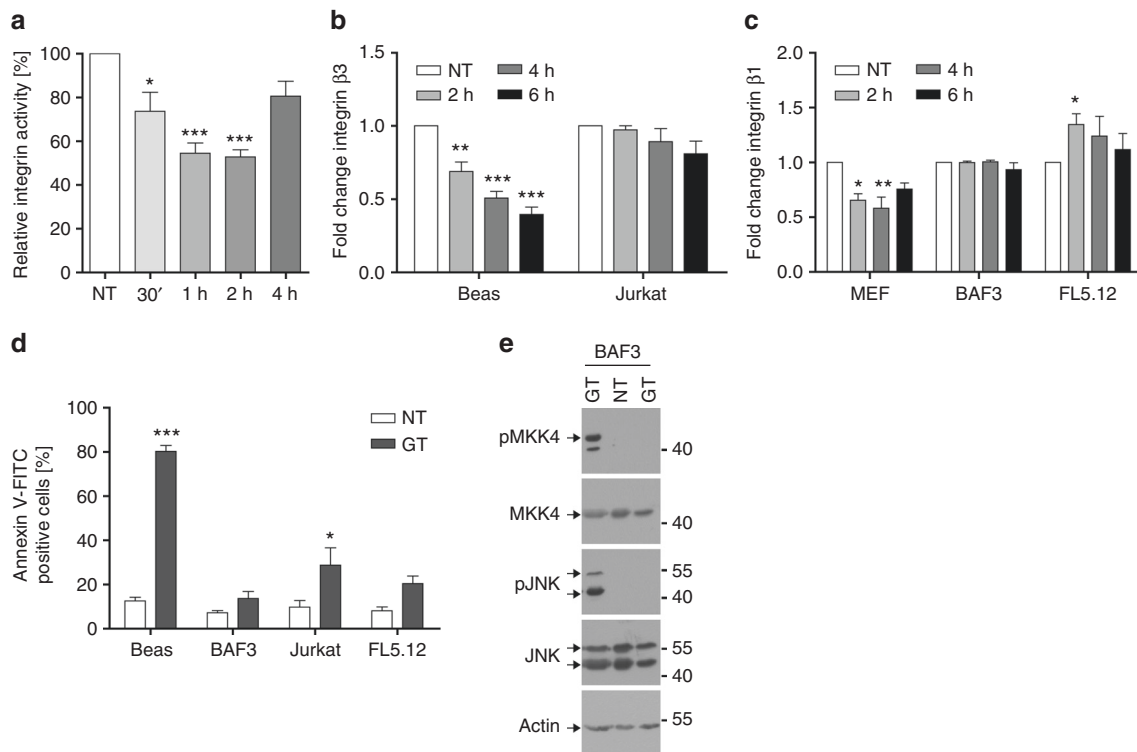 a
Relative integrin activity [%]
100
80
60
40
20
0
*
***
***
NT 30′ 1 h 2 h 4 h
b
Fold change integrin β3
1.5
1.0
0.5
0.0
NT 4 h
2 h 6 h
**
***
***
Beas Jurkat
c
Fold change integrin β1
2.0
1.5
1.0
0.5
0.0
NT 4 h
2 h 6 h
*
**
*
MEF BAF3 FL5.12
d
Annexin V-FITC
positive cells [%]
100
80
60
40
20
0
NT
GT
***
*
Beas BAF3 Jurkat FL5.12
e
BAF3
GT NT GT
pMKK4
40
MKK4
40
pJNK
55
40
JNK
55
40
Actin
55